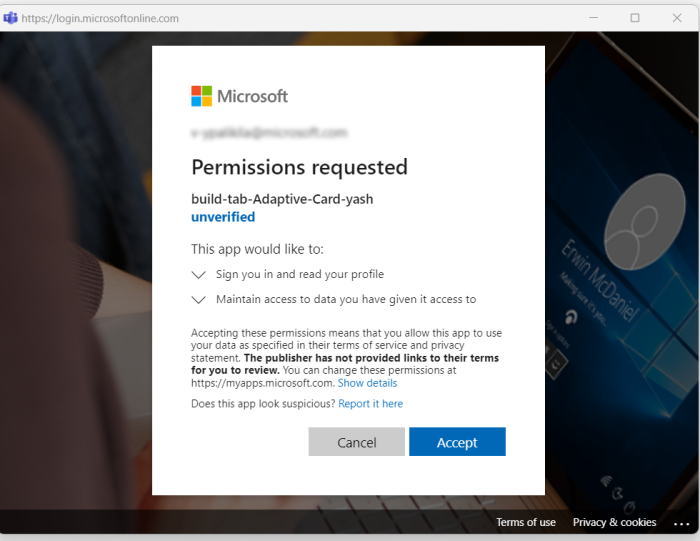 https://login.microsoftonline.com
Microsoft
Permissions requested
build-tab-Adaptive-Card-yash
unverified
This app would like to:
Sign you in and read your profile
Maintain access to data you have given it access to
Accepting these permissions means that you allow this app to use
your data as specified in their terms of service and privacy
statement. The publisher has not provided links to their terms
for you to review. You can change these permissions at
https://myapps.microsoft.com. Show details
Does this app look suspicious? Report it here
Cancel Accept
Erwin McDaniel
Making sure it's you...
Terms of use Privacy & cookies ...